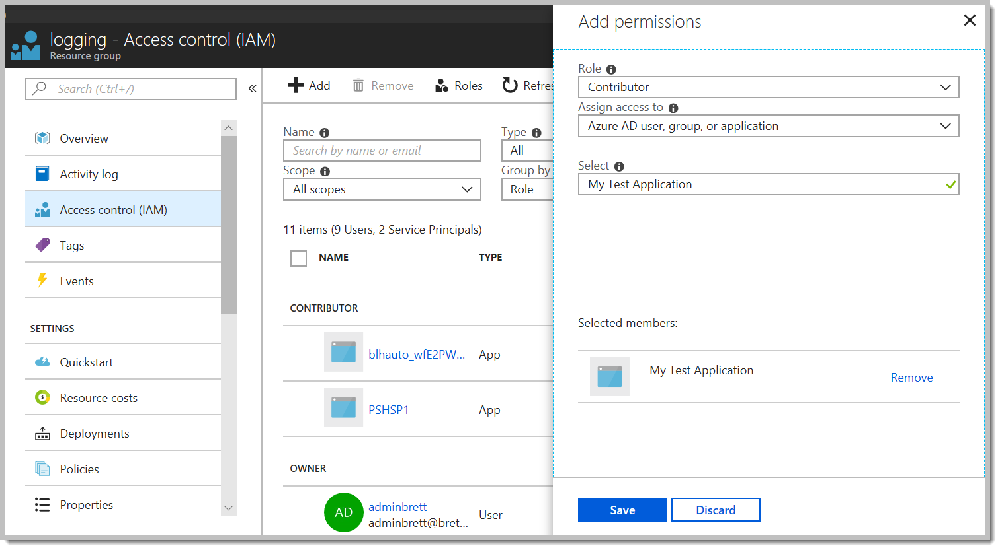 logging - Access control (IAM)
Resource group
Search (Ctrl+/)
Overview
Activity log
Access control (IAM)
Tags
Events
SETTINGS
Quickstart
Resource costs
Deployments
Policies
Properties
Add
Remove
Roles
Refres
Name
Type
Search by name or email
All
Scope
Group by
All scopes
Role
11 items (9 Users, 2 Service Principals)
NAME
TYPE
CONTRIBUTOR
blhauto_wfE2PW...
App
PSHSP1
App
OWNER
AD
adminbrett
adminbrett@bret...
User
Add permissions
Role
Contributor
Assign access to
Azure AD user, group, or application
Select
My Test Application
Selected members:
My Test Application
Remove
Save
Discard